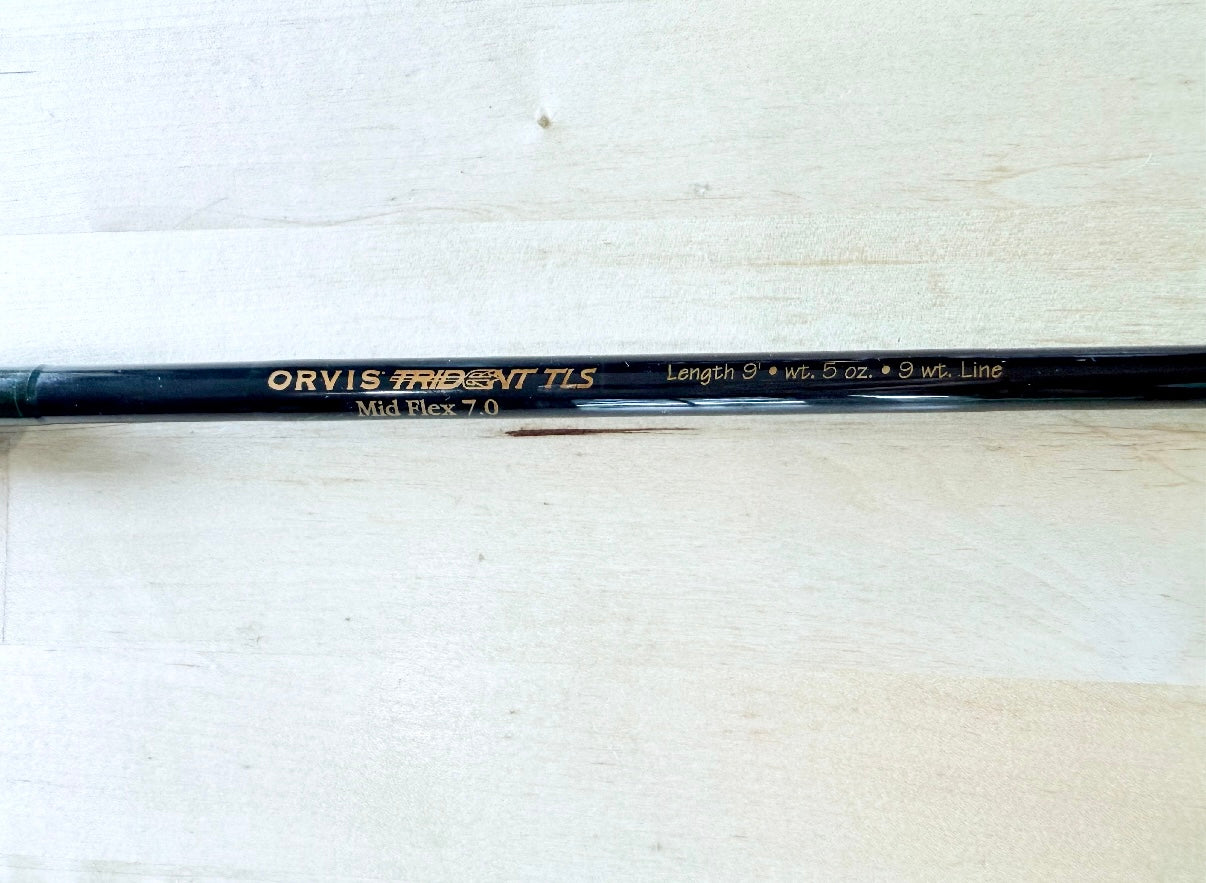 ORVIS TRIDENT TLS Length 9' • wt. 5 oz. • 9 wt. Line
Mid Flex 7.0